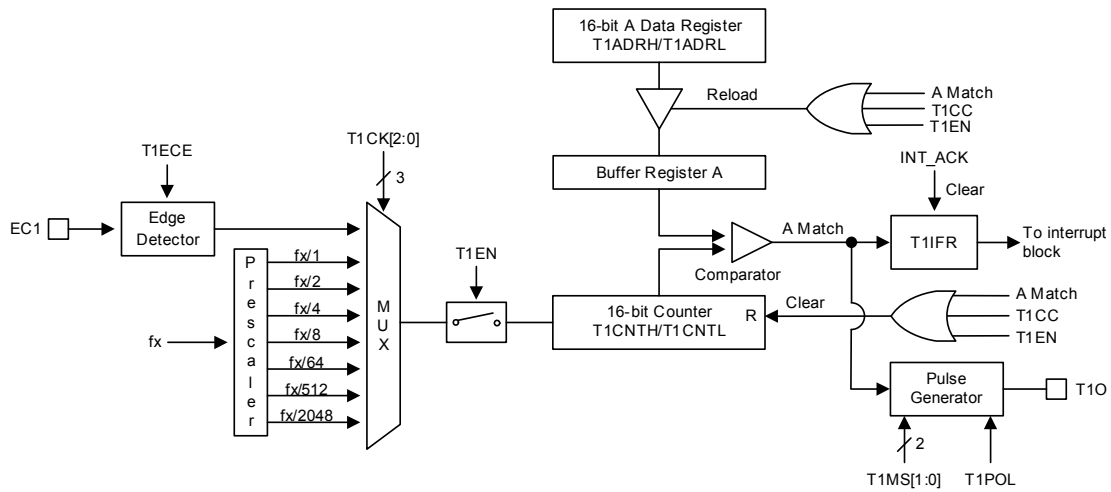 16-bit A Data Register
T1ADRH/T1ADRL
Reload
A Match
T1CC
T1EN
T1CK[2:0]
3
T1ECE
Buffer Register A
INT_ACK
Clear
EC1
Edge
Detector
A Match
T1IFR
To interrupt
block
Comparator
Prescaler
fx/1
fx/2
fx/4
fx/8
fx/64
fx/512
fx/2048
fx
MUX
T1EN
16-bit Counter
T1CNTH/T1CNTL
R
Clear
A Match
T1CC
T1EN
Pulse
Generator
T1O
2
T1MS[1:0]
T1POL